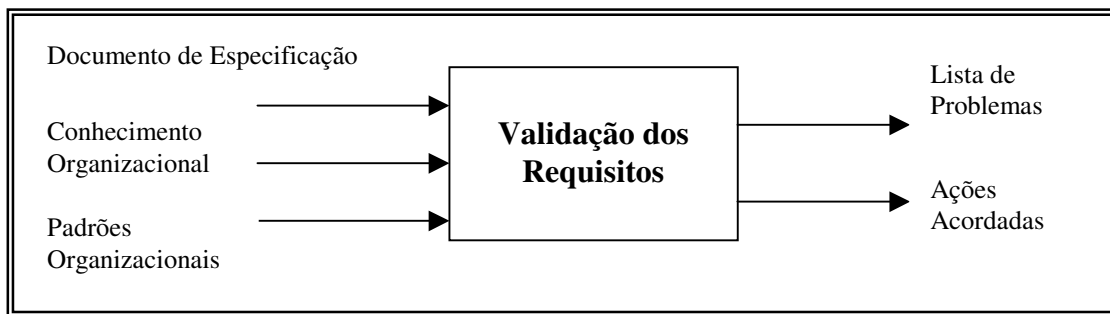 Documento de Especificação
Conhecimento
Organizacional
Padrões
Organizacionais
Validação dos
Requisitos
Lista de
Problemas
Ações
Acordadas